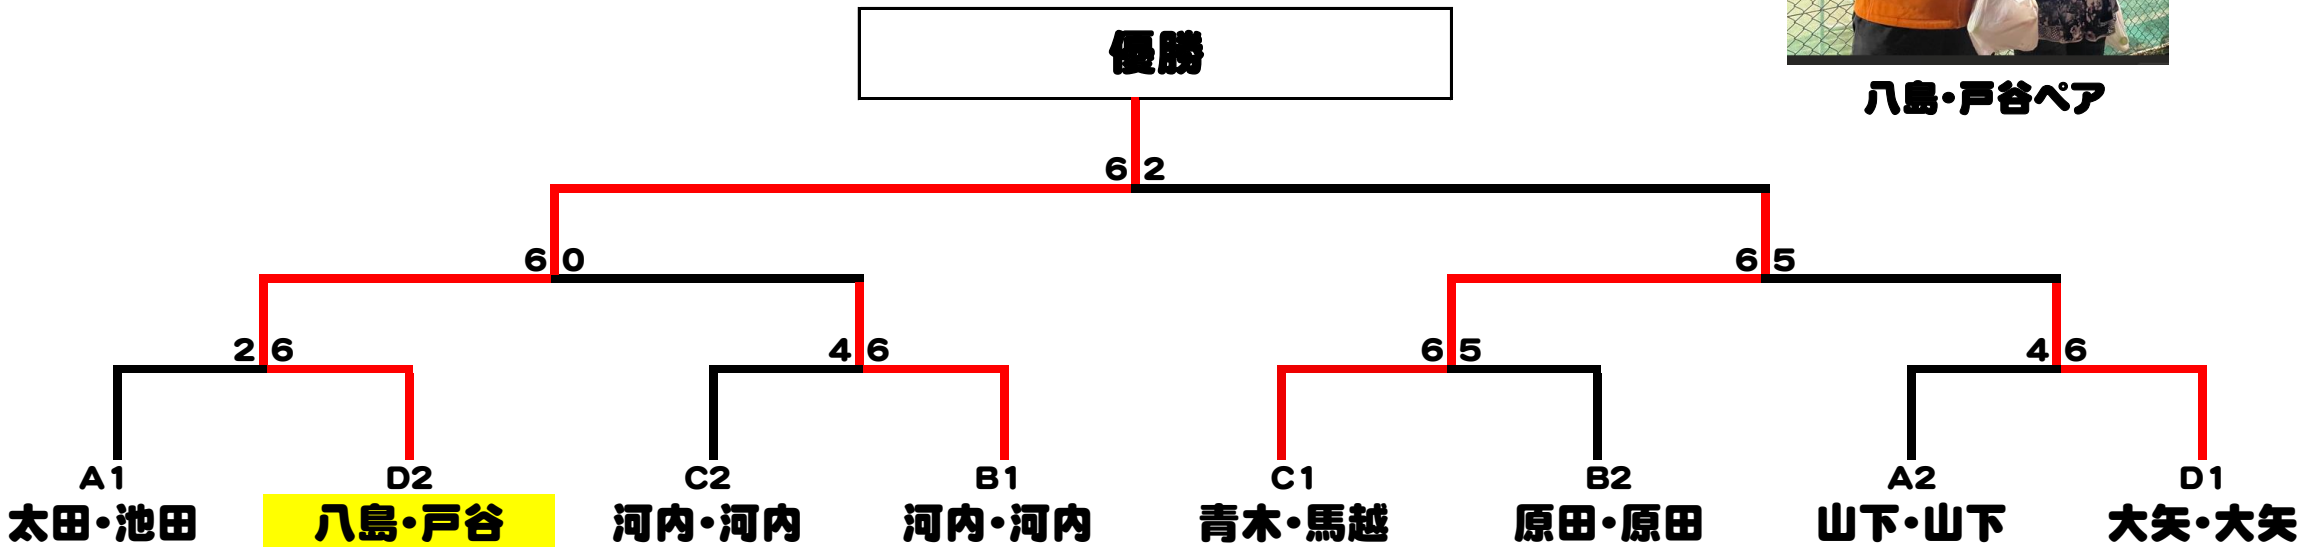 優勝
八島・戸谷ペア
6 2
6 0
6 5
2 6
4 6
6 5
4 6
A1
D2
C2
B1
C1
B2
A2
D1
太田・池田
八島・戸谷
河内・河内
河内・河内
青木・馬越
原田・原田
山下・山下
大矢・大矢